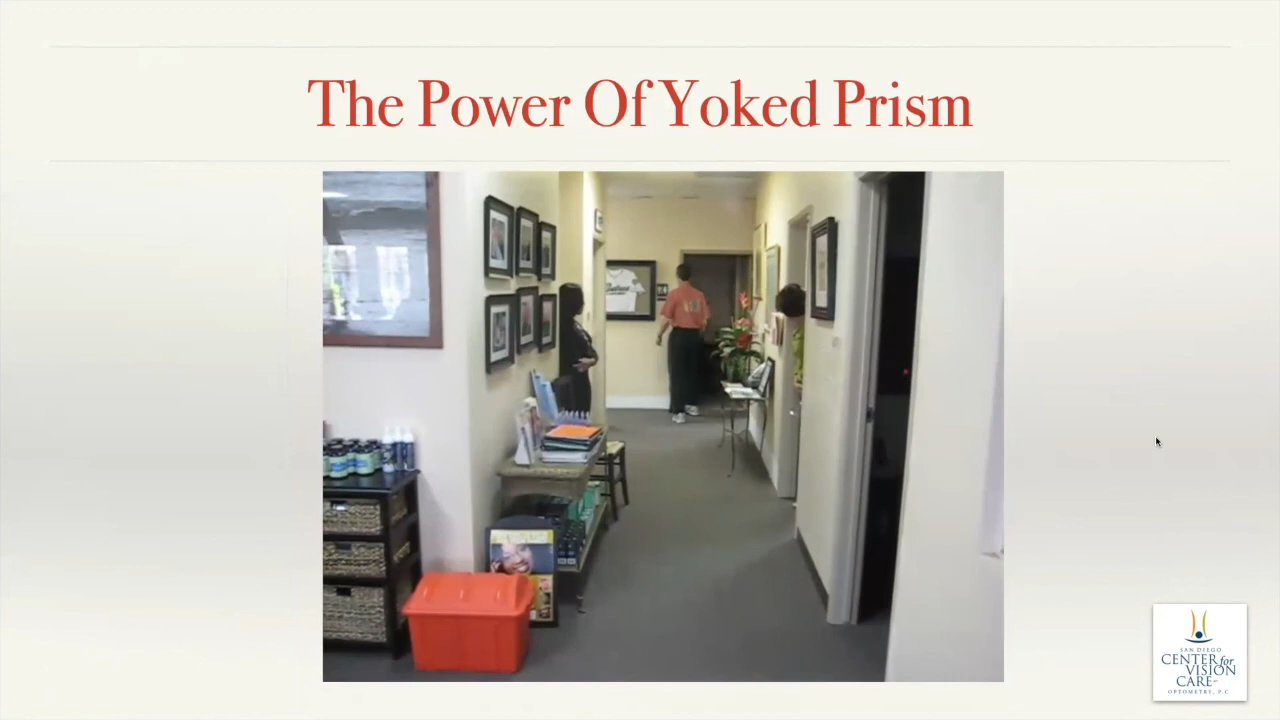 The Power Of Yoked Prism
SAN DIEGO
CENTER for
VISION
CARE
OPTOMETRY, P.C.